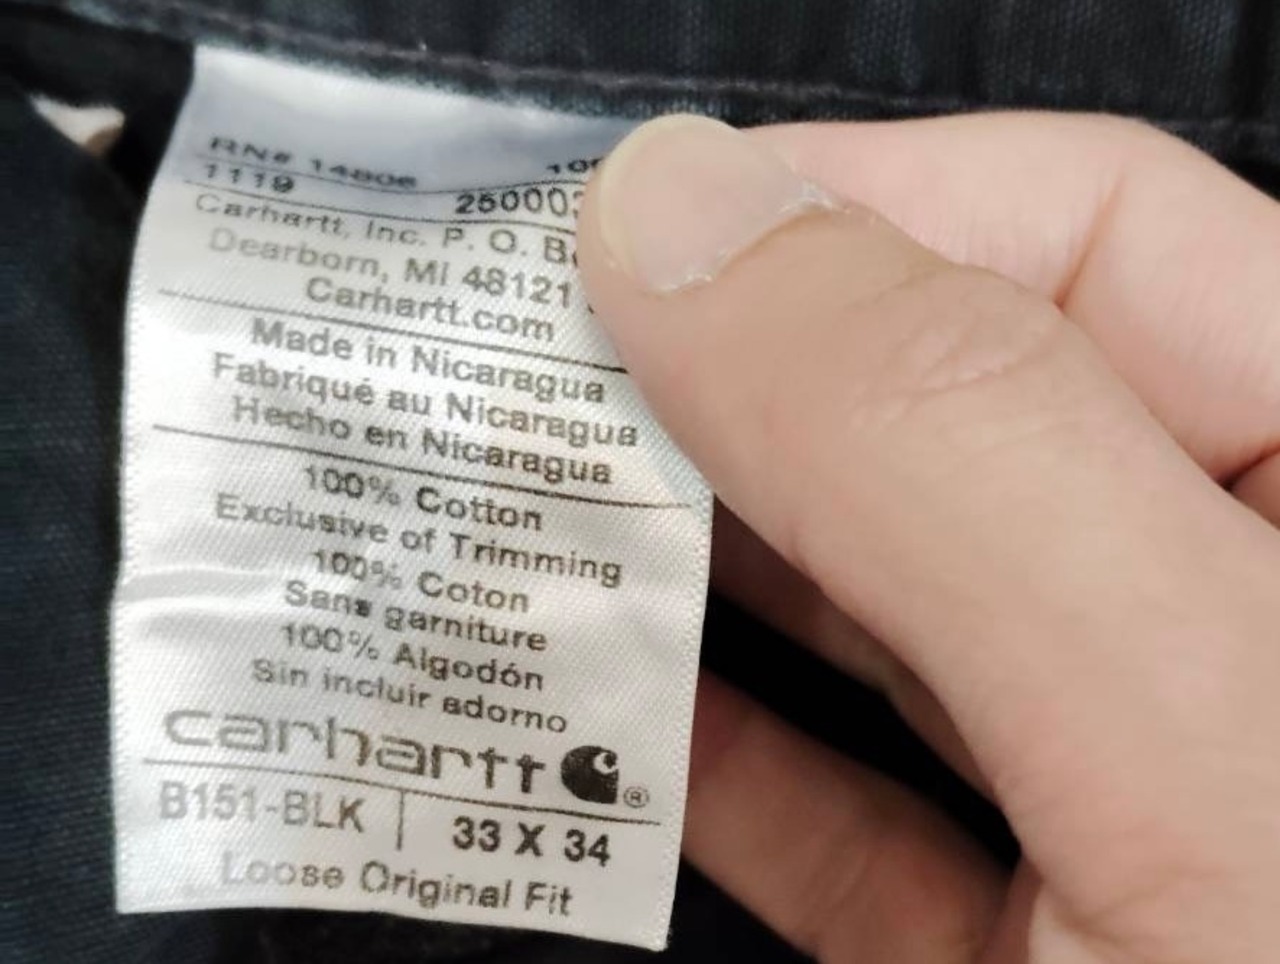 RN# 14806
1119
Carhartt, Inc. P. O.
Dearborn, MI 48121
Carhartt.com
Made in Nicaragua
Fabriqué au Nicaragua
Hecho en Nicaragua
100% Cotton
Exclusive of Trimming
100% Coton
Sans garniture
100% Algodón
Sin incluir adorno
carhartt ®
B151-BLK 33 X 34
Loose Original Fit